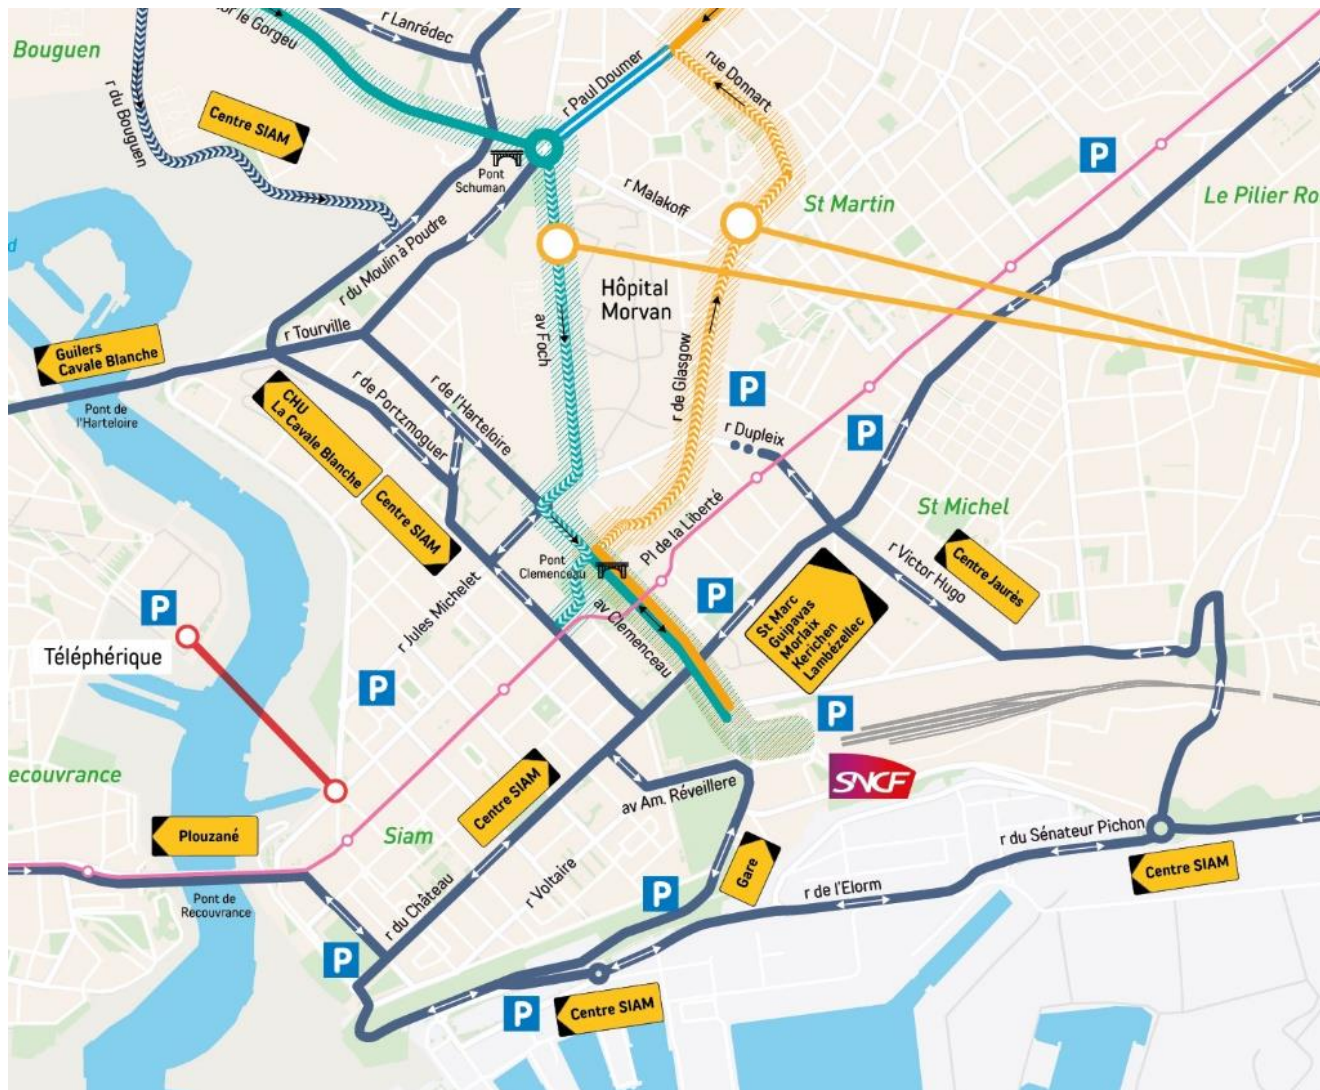 Bouguen
r le Gorgeu
r Lanrédec
r Paul Doumer
rue Donnart
r du Bouguen
Centre SIAM
P
Pont
Schuman
r Malakoff
St Martin
Le Pilier Ro
d
r du Moulin à Poudre
Hôpital
Morvan
av Foch
r de Glasgow
r Tourville
Guilers
Cavale Blanche
Pont de
l'Harteloire
r de Portzmoguer
r de l'Harteloire
CHU
La Cavale Blanche
Centre SIAM
P
r Dupleix
P
Pl de la Liberté
St Michel
r Victor Hugo
Centre Jaurès
Pont
Clemenceau
r Jules Michelet
av Clemenceau
P
St Marc
Guipavas
Morlaix
Kerichen
Lambézellec
P
Téléphérique
P
P
SNCF
ecouvrance
Centre SIAM
av Am. Réveillere
Plouzané
Siam
r du Sénateur Pichon
Centre SIAM
Gare
Pont de
Recouvrance
r du Château
r Voltaire
P
r de l'Elorm
P
P
Centre SIAM